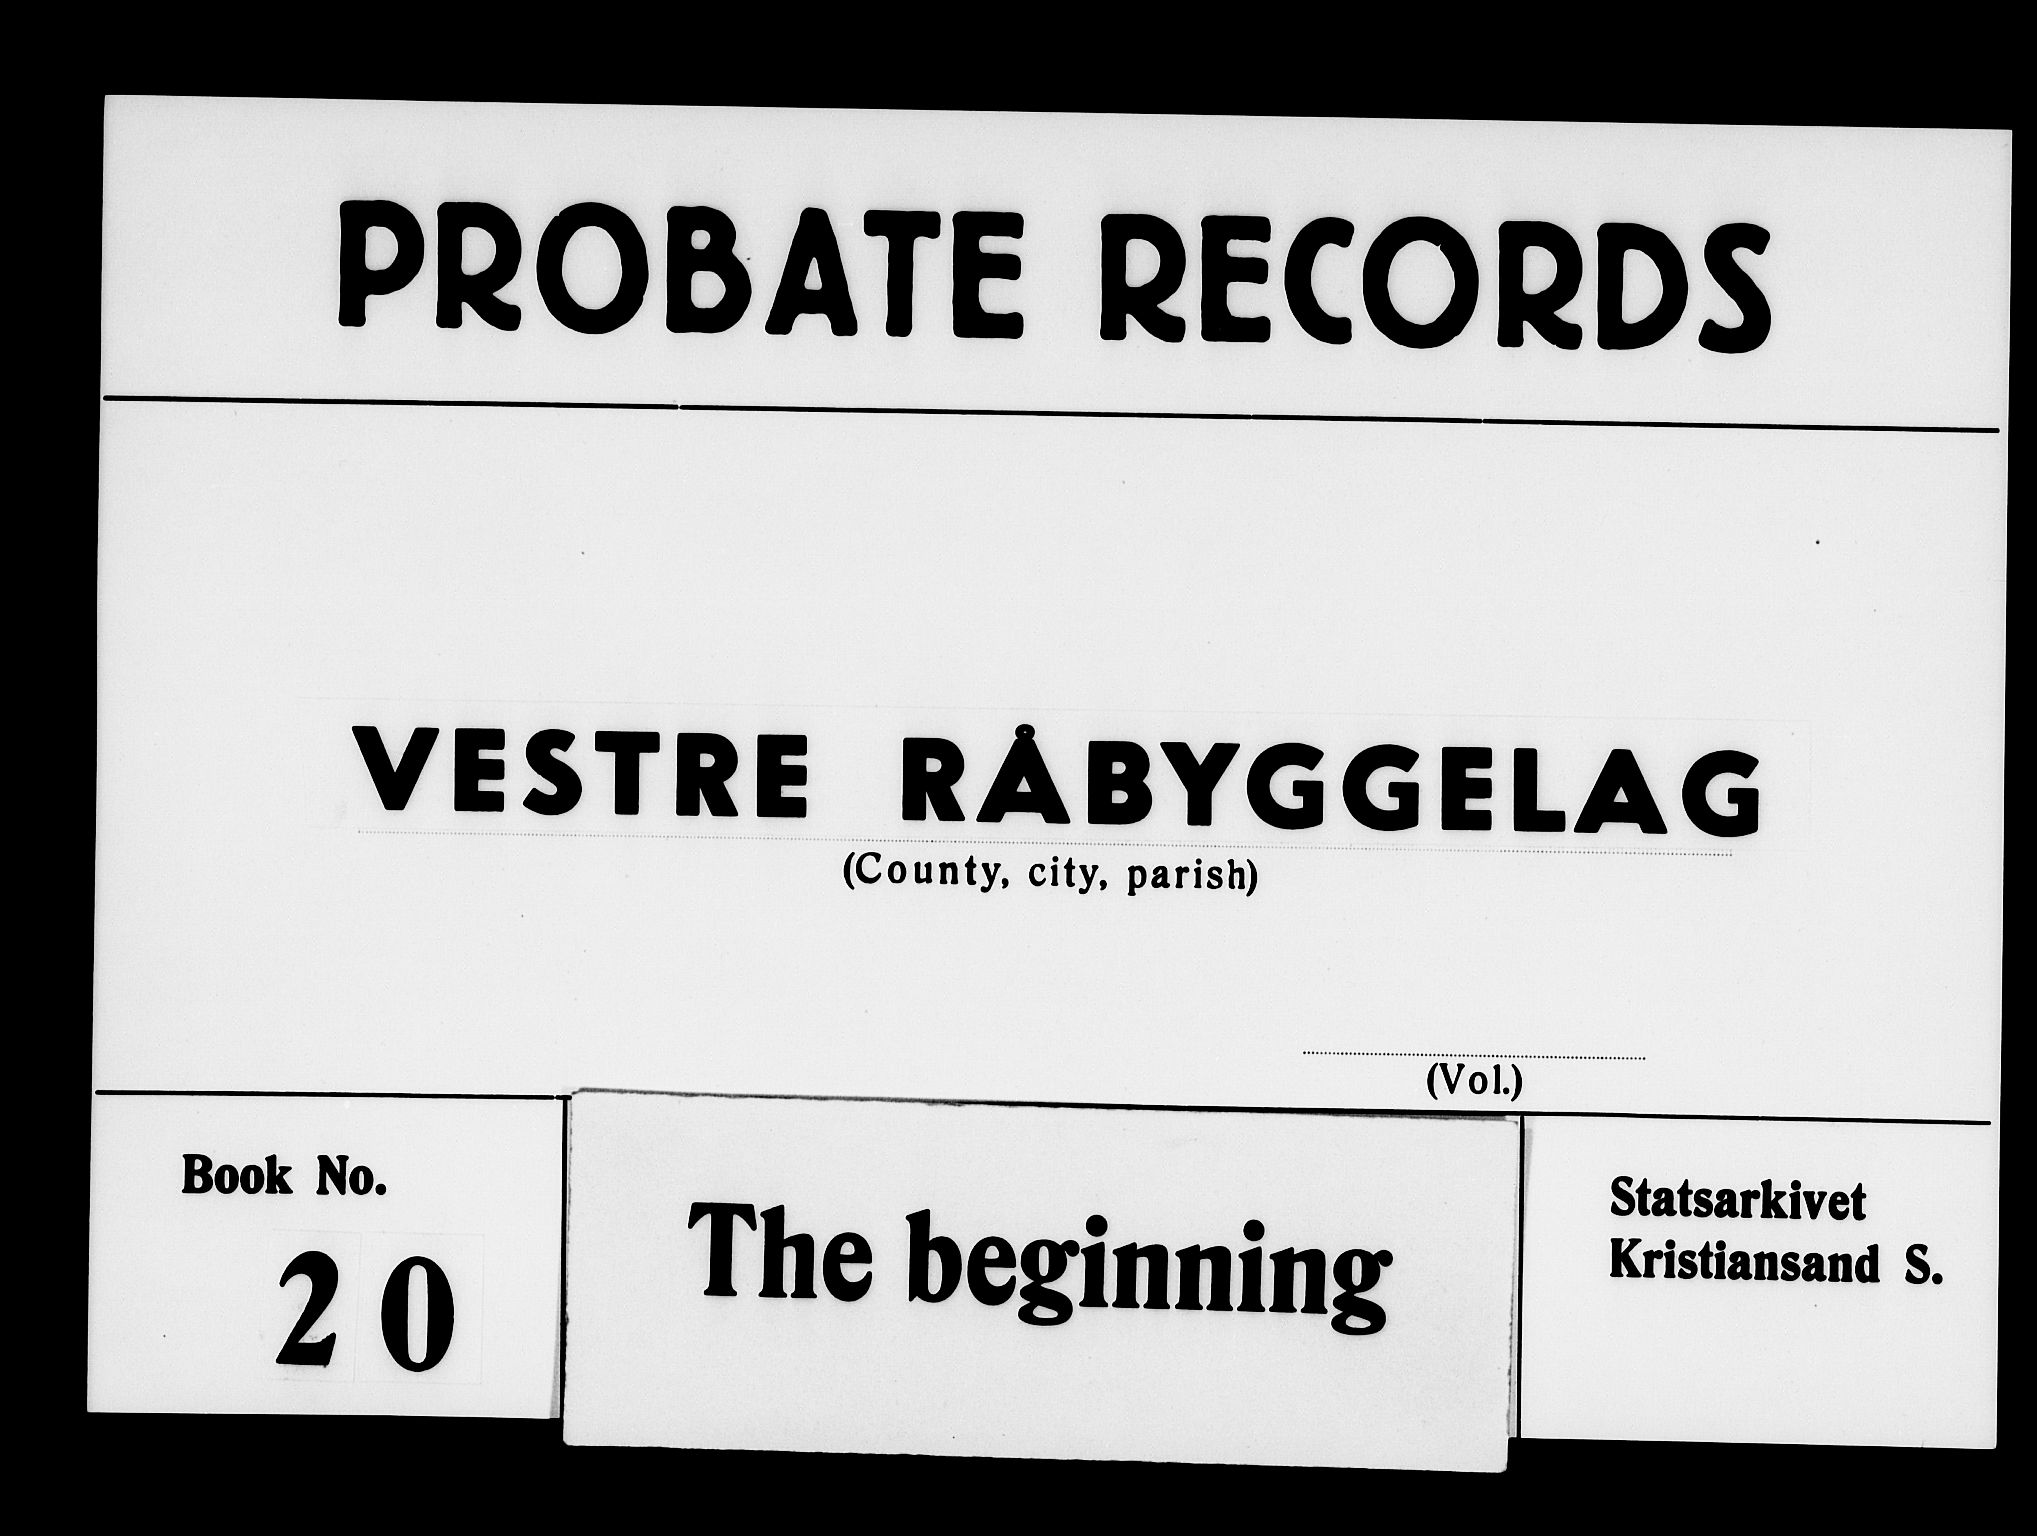 PROBATE RECORDS
VESTRE RÅBYGGELAG
(County, city, parish)
(Vol.)
Book No.
20
The beginning
Statsarkivet
Kristiansand S.